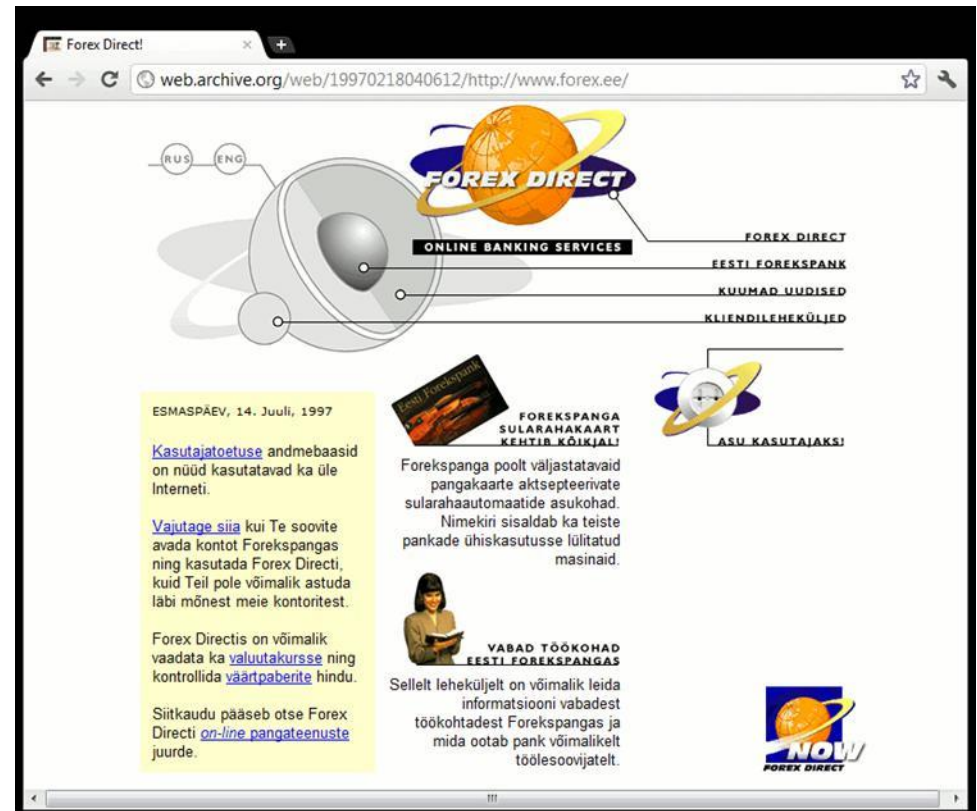 Forex Direct!
web.archive.org/web/19970218040612/http://www.forex.ee/
RUS ENG
FOREX DIRECT
ONLINE BANKING SERVICES
FOREX DIRECT
EESTI FOREKSPANK
KUUMAD UUDISED
KLIENDILEHEKÜLJED
ESMASPÄEV, 14. Juuli, 1997
Kasutajatoetuse andmebaasid
on nüüd kasutatavad ka üle
Interneti.
Vajutage siia kui Te soovite
avada kontot Forekspangas
ning kasutada Forex Directi,
kuid Teil pole võimalik astuda
läbi mõnest meie kontoritest.
Forex Directis on võimalik
vaadata ka valuutakursse ning
kontrollida väärtpaberite hindu.
Siitkaudu pääseb otse Forex
Directi on-line pangateenuste
juurde.
Eesti Forekspank
FOREKSPANGA
SULARAHAKAART
KEHTIB KÕIKJAL!
Forekspanga poolt väljastatavaid
pangakaarte aktsepteerivate
sularahaautomaatide asukohad.
Nimekiri sisaldab ka teiste
pankade ühiskasutusse lülitatud
masinaid.
VABAD TÖÖKOHAD
EESTI FOREKSPANGAS
Sellelt leheküljelt on võimalik leida
informatsiooni vabadest
töökohtadest Forekspangas ja
mida ootab pank võimalikelt
töölesoovijatelt.
ASU KASUTAJAKS!
NOW
FOREX DIRECT